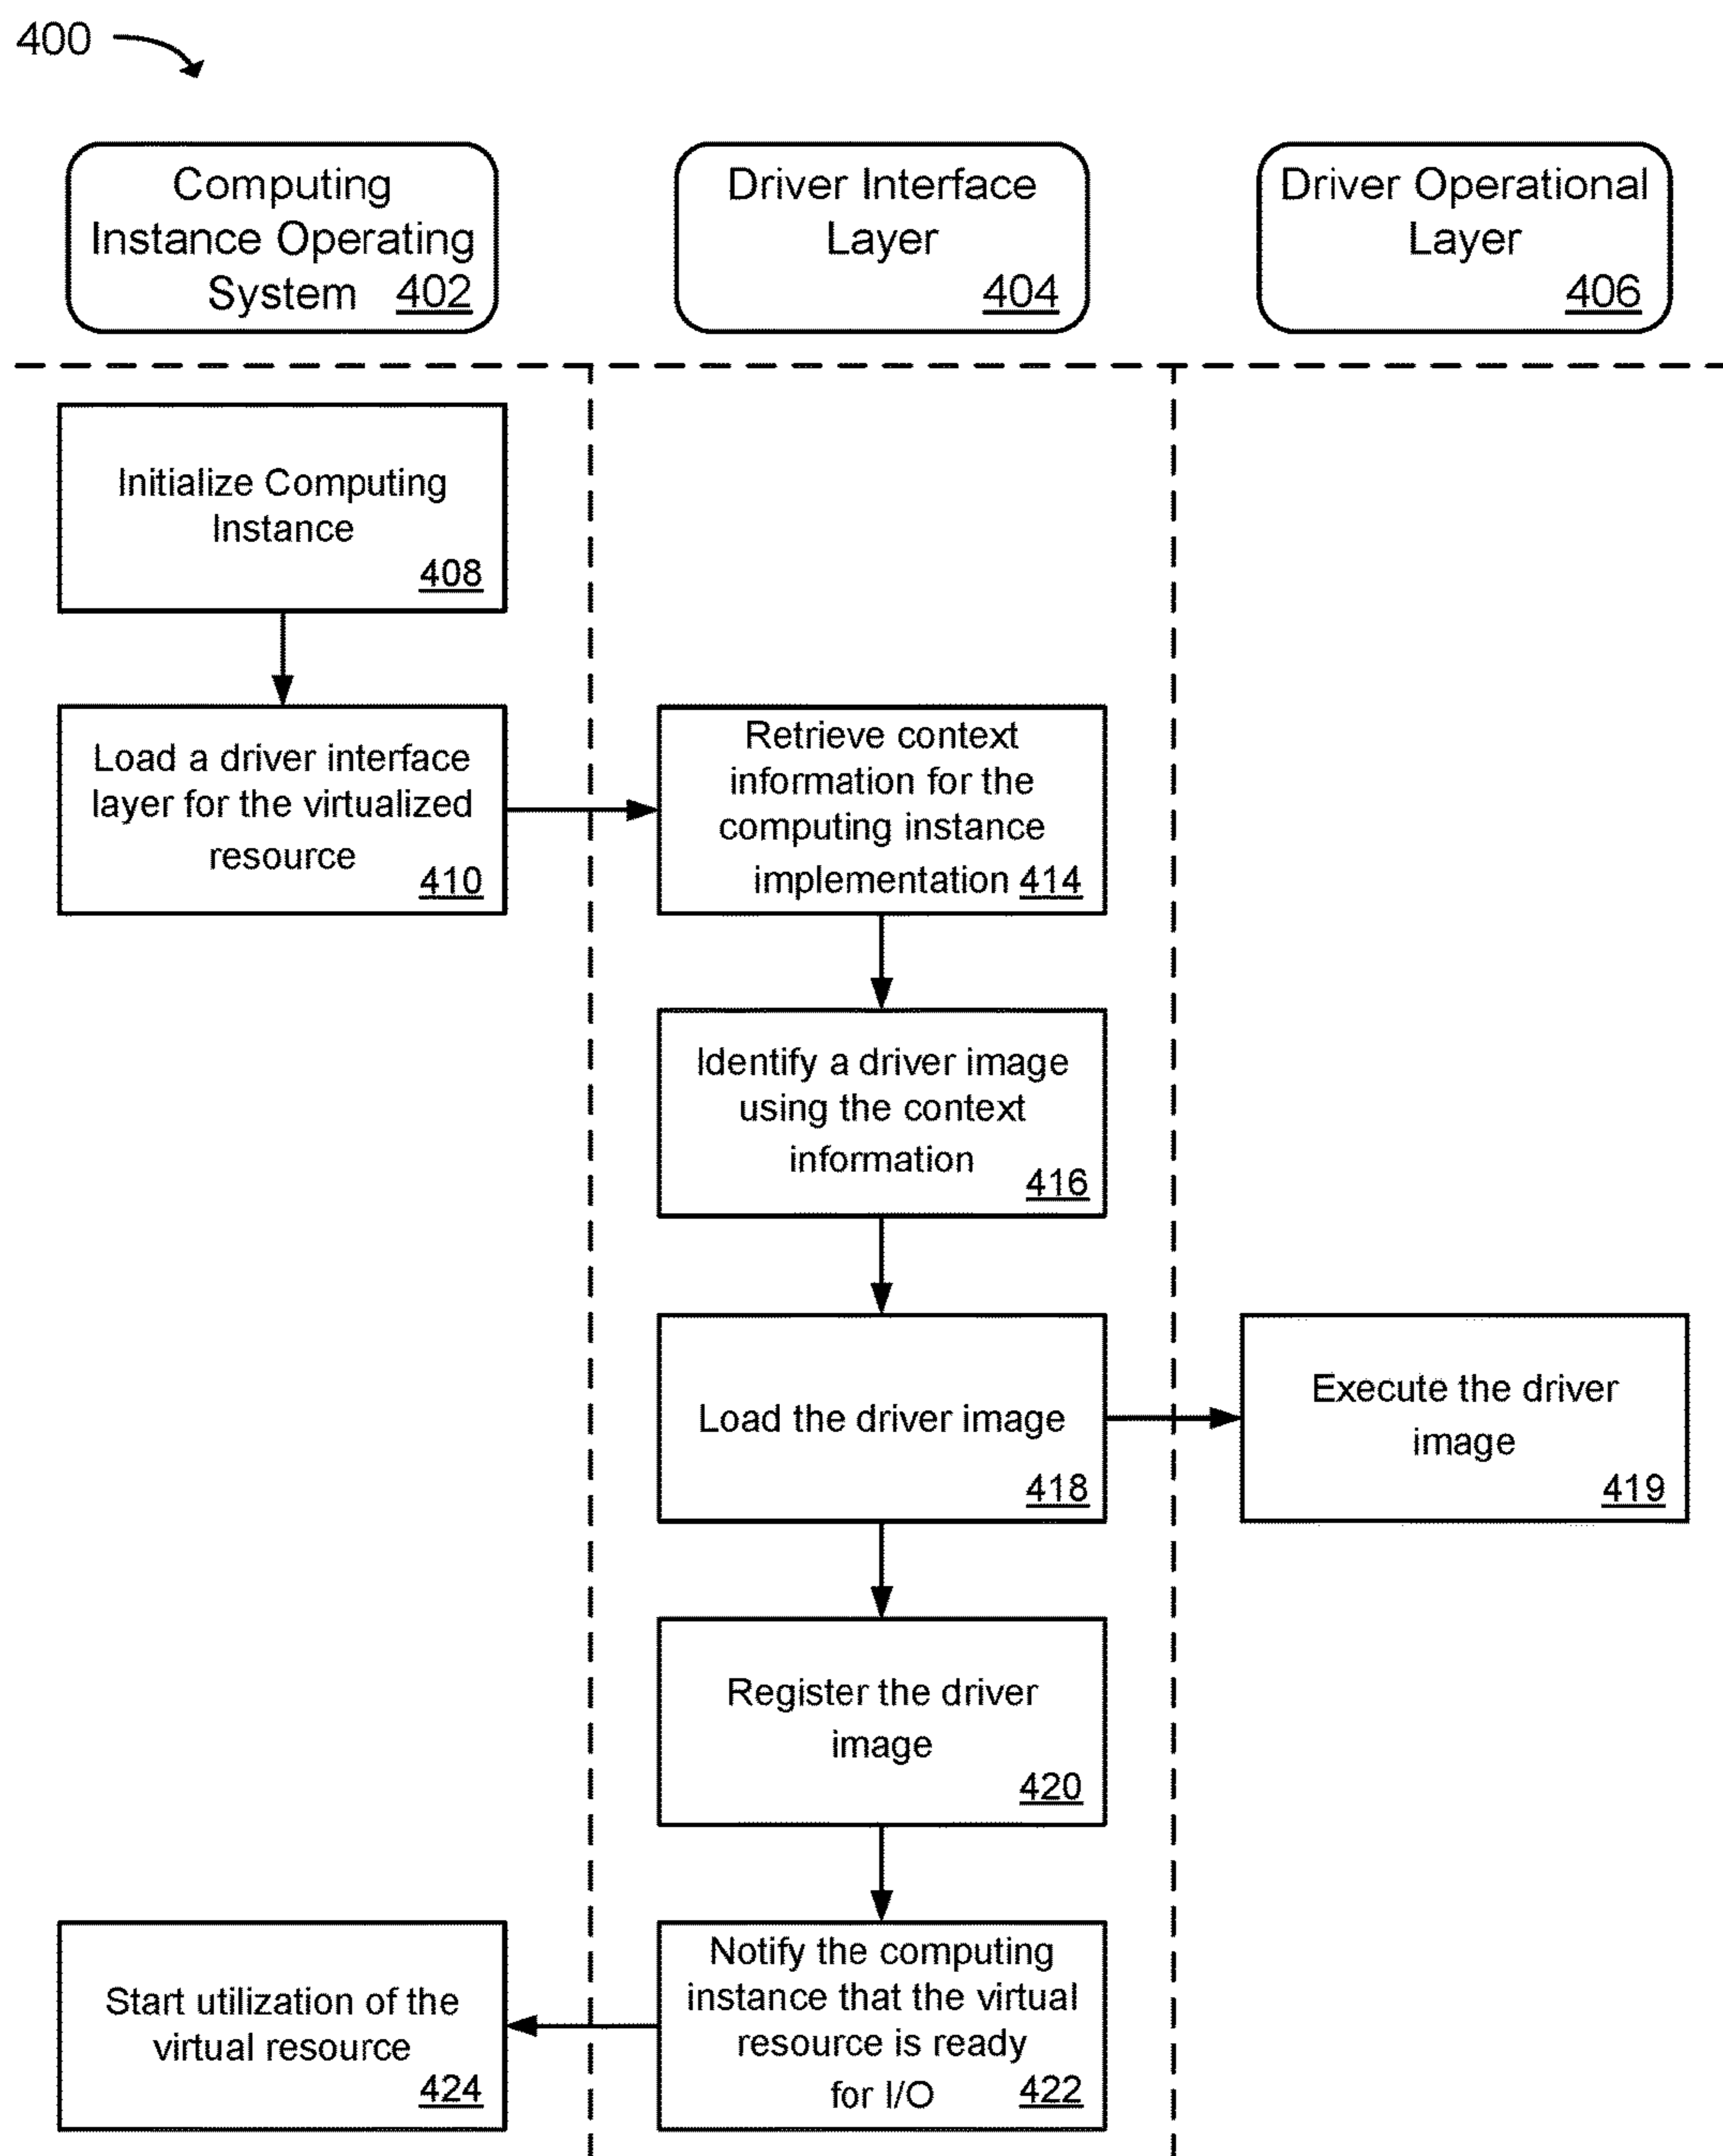 400
Computing
Instance Operating
System 402
Driver Interface
Layer
404
Driver Operational
Layer
406
Initialize Computing
Instance
408
Load a driver interface
layer for the virtualized
resource
410
Retrieve context
information for the
computing instance
implementation 414
Identify a driver image
using the context
information
416
Load the driver image
418
Execute the driver
image
419
Register the driver
image
420
Notify the computing
instance that the virtual
resource is ready
for I/O 422
Start utilization of the
virtual resource
424